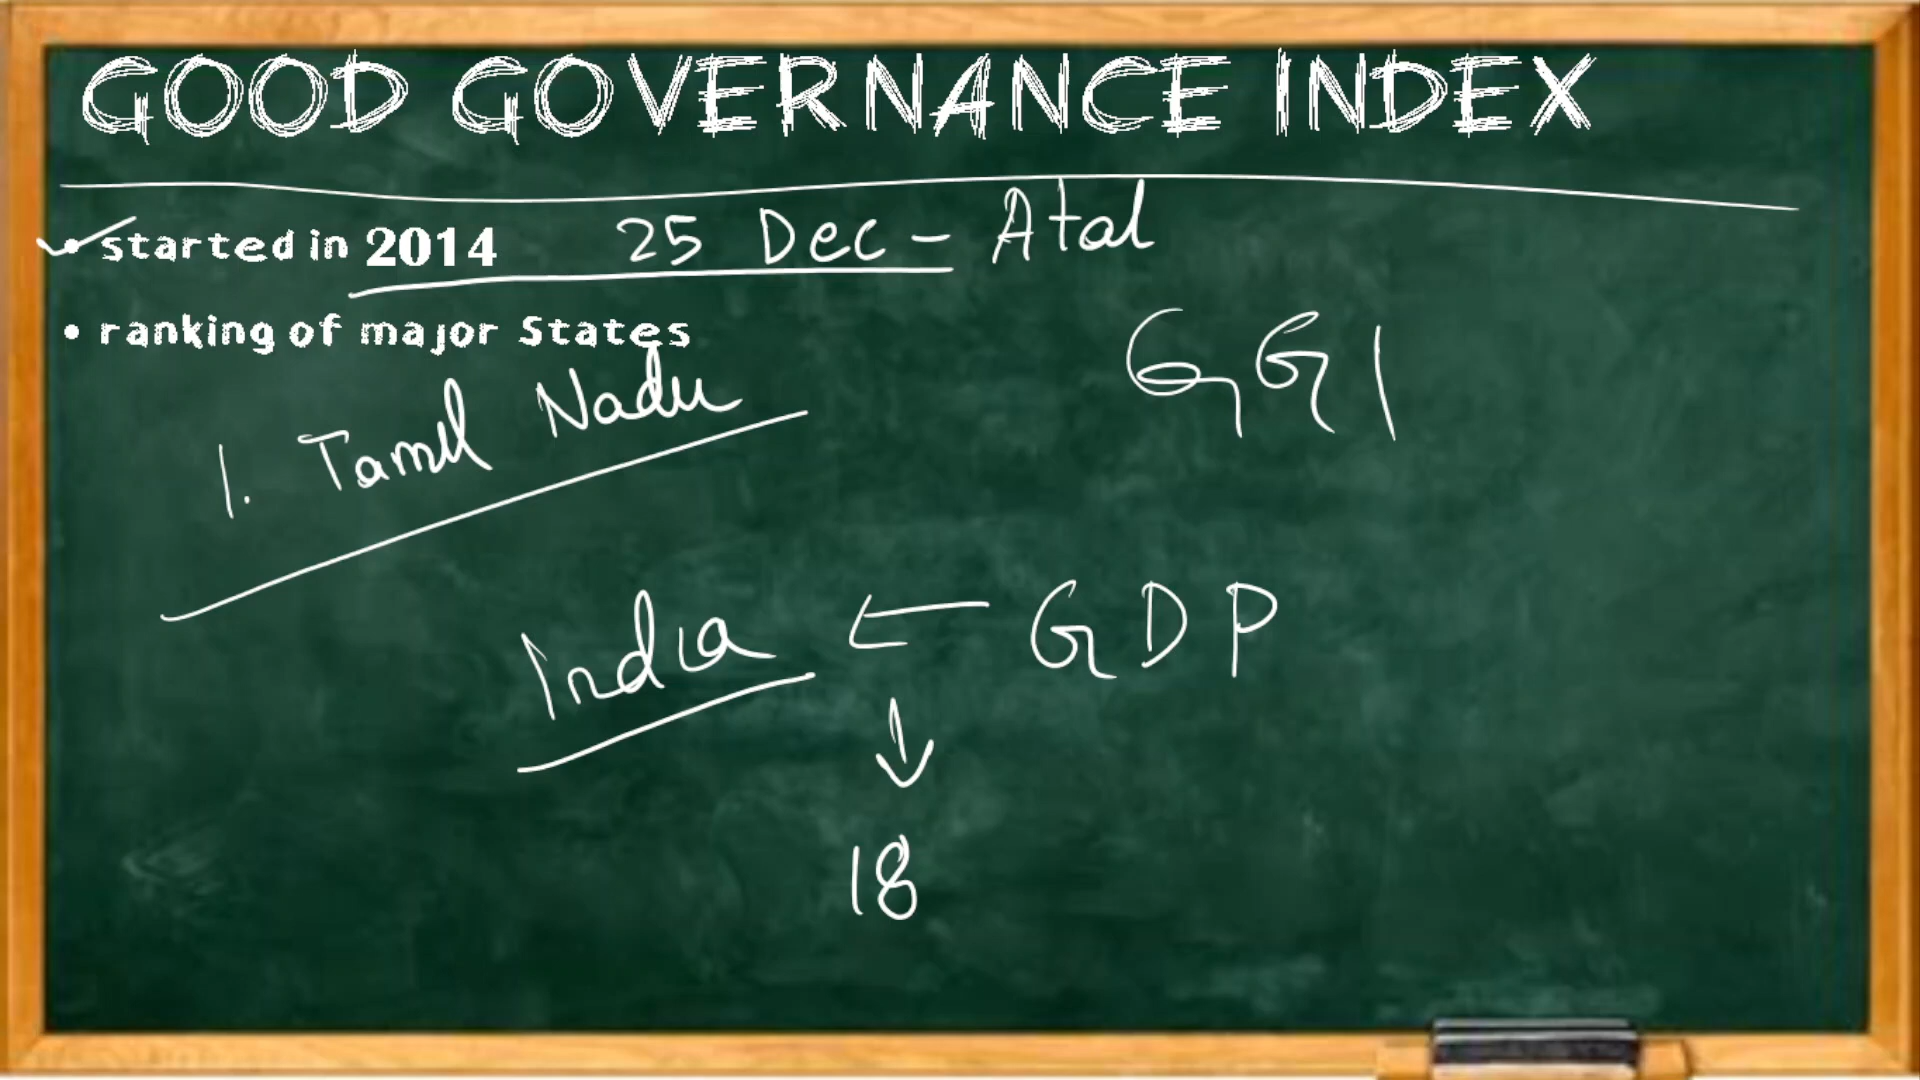 GOOD GOVERNANCE INDEX
• started in 2014 25 Dec - Atal
• ranking of major States
GGI
1. Tamil Nadu
India ← GDP
↓
18